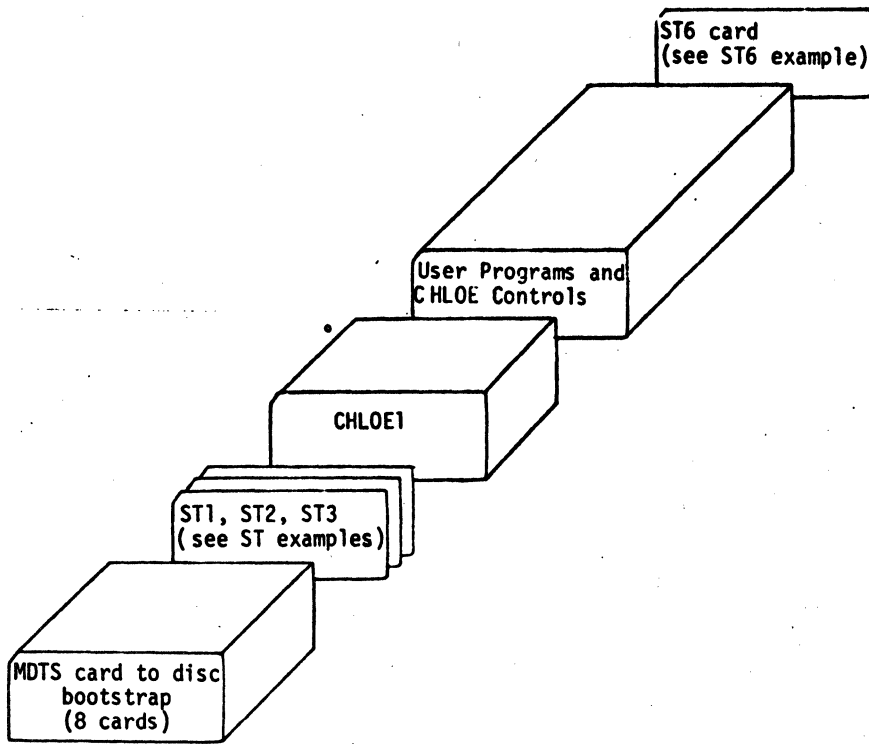 ST6 card
(see ST6 example)
User Programs and
CHLOE Controls
CHLOE1
ST1, ST2, ST3
(see ST examples)
MDTS card to disc
bootstrap
(8 cards)